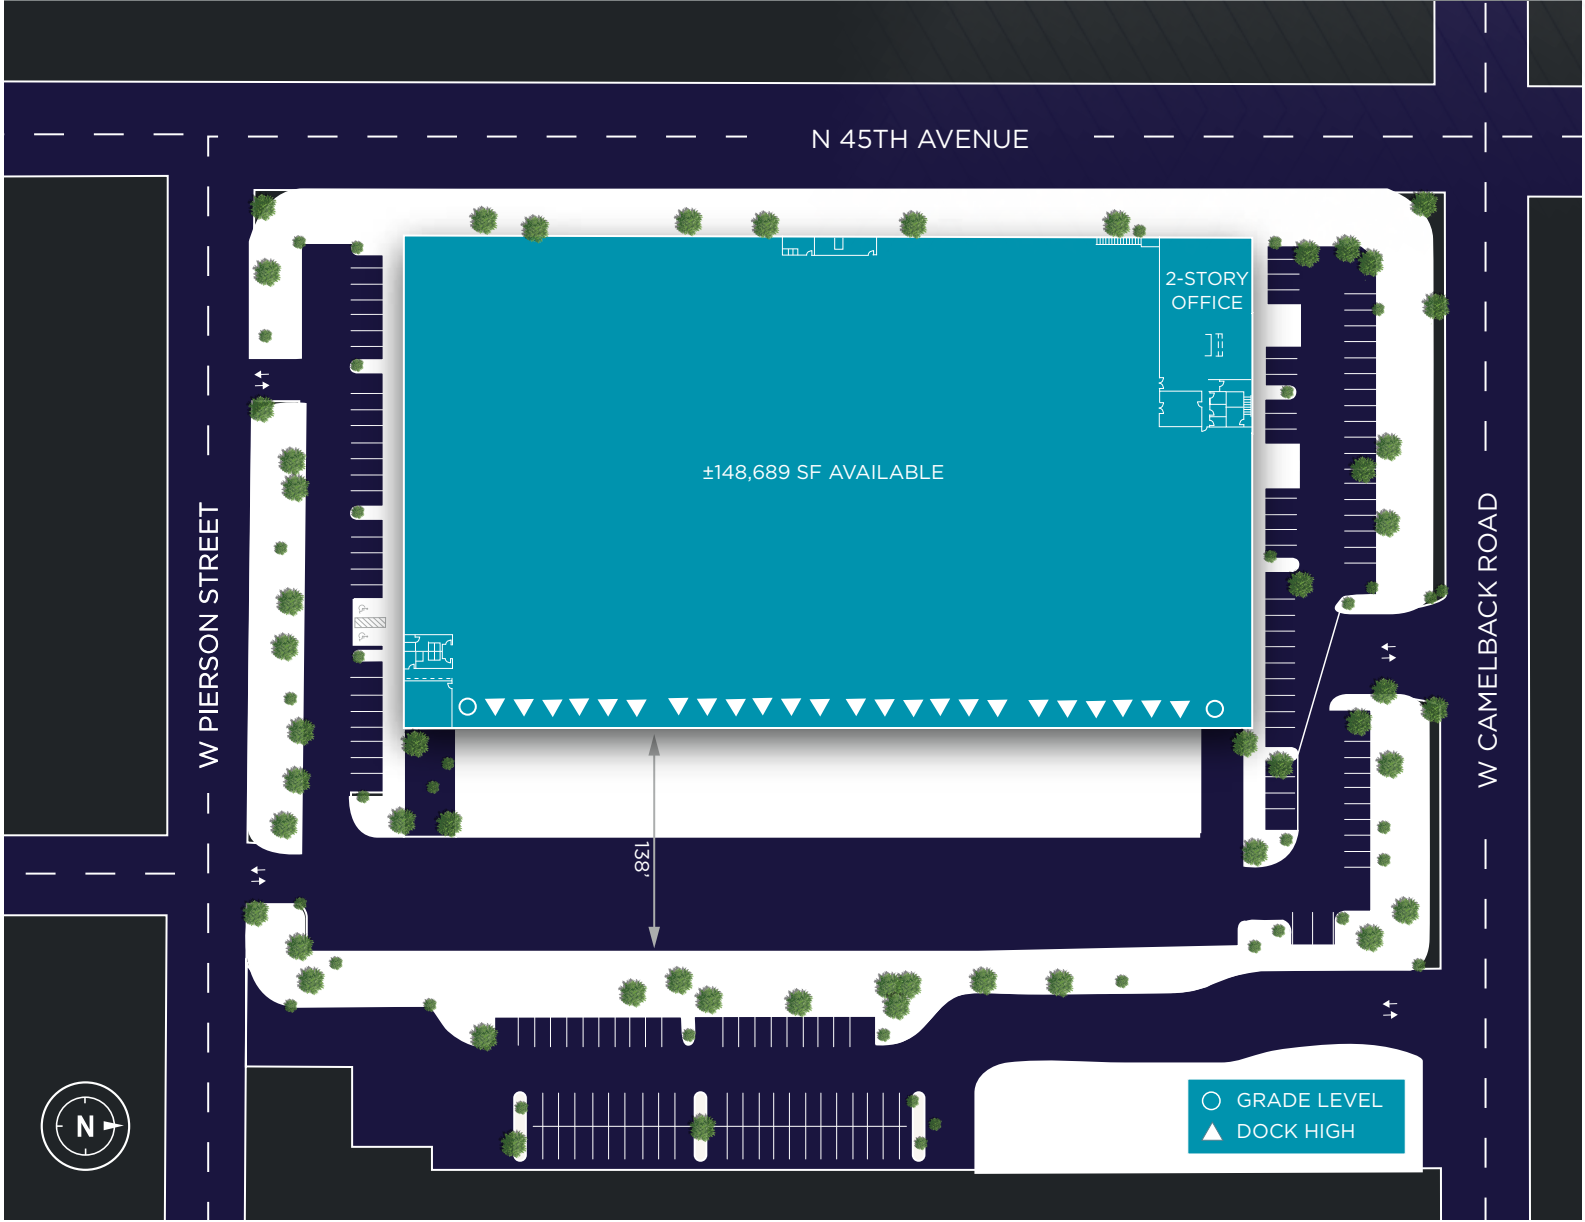 N 45TH AVENUE
2-STORY
OFFICE
±148,689 SF AVAILABLE
W PIERSON STREET
W CAMELBACK ROAD
138'
N
GRADE LEVEL
DOCK HIGH